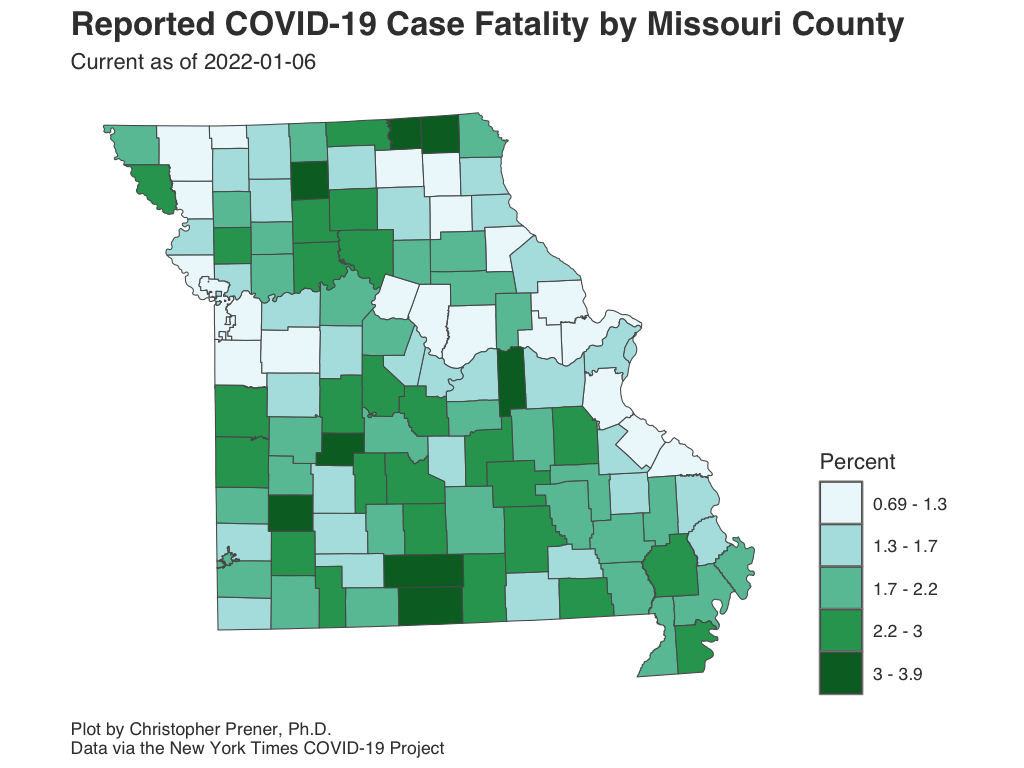 Reported COVID-19 Case Fatality by Missouri County
Current as of 2022-01-06
Percent
0.69 - 1.3
1.3 - 1.7
1.7 - 2.2
2.2 - 3
3 - 3.9
Plot by Christopher Prener, Ph.D.
Data via the New York Times COVID-19 Project